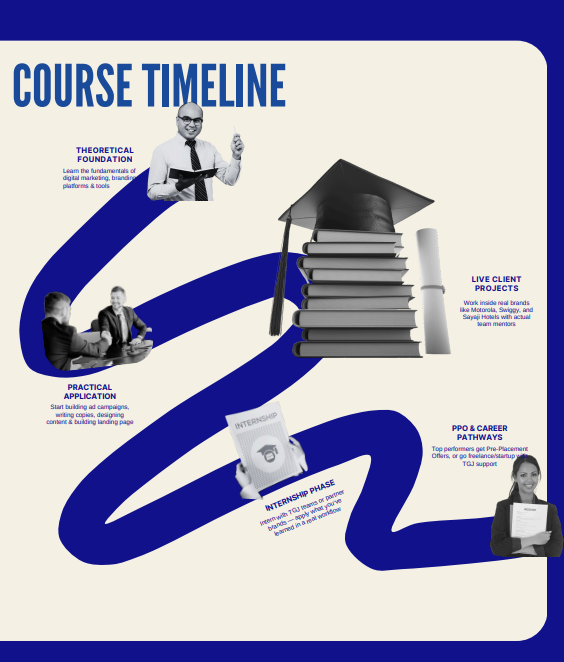 COURSE TIMELINE
THEORETICAL
FOUNDATION
Learn the fundamentals of
digital marketing, branding
platforms & tools
LIVE CLIENT
PROJECTS
Work inside real brands
like Motorola, Swiggy, and
Sayaji Hotels with actual
team mentors
PRACTICAL
APPLICATION
Start building ad campaigns,
writing copies, designing
content & building landing page
INTERNSHIP
INTERNSHIP PHASE
Intern with TGJ teams or partner
brands — apply what you've
learned in a real workflow
PPO & CAREER
PATHWAYS
Top performers get Pre-Placement
Offers, or go freelance/startup
TGJ support